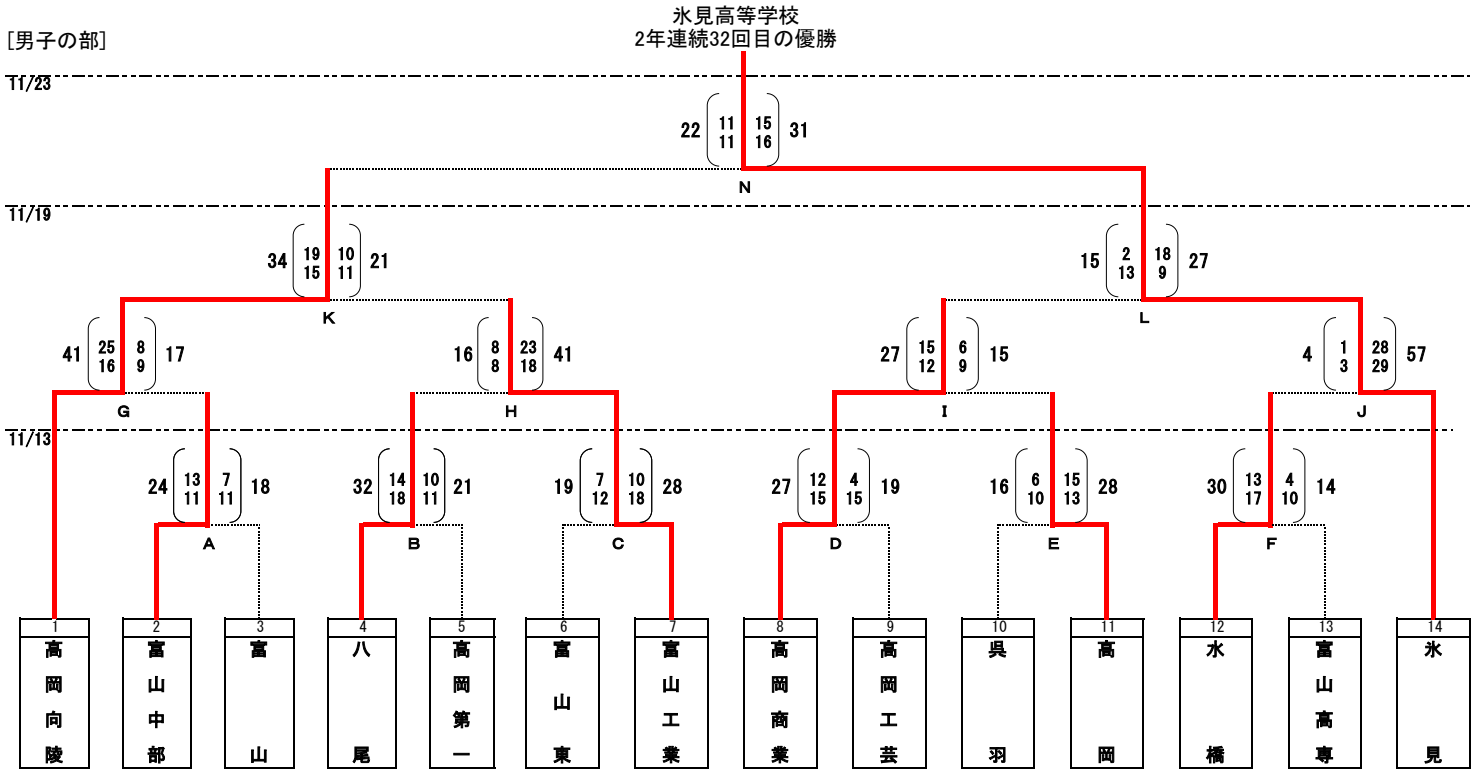 氷見高等学校
2年連続32回目の優勝
[男子の部]
11/23
22 11 15 31
11 16
N
11/19
34 19 10 21
15 11
15 2 18 27
13 9
K
L
41 25 8 17
16 9
16 8 23 41
8 18
27 15 6 15
12 9
4 1 28 57
3 29
G
H
I
J
11/13
24 13 7 18
11 11
32 14 10 21
18 11
19 7 10 28
12 18
27 12 4 19
15 15
16 6 15 28
10 13
30 13 4 14
17 10
A
B
C
D
E
F
1
高岡向陵
2
富山中部
3
富山
4
八尾
5
高岡第一
6
富山東
7
富山工業
8
高岡商業
9
高岡工芸
10
呉羽
11
高岡
12
水橋
13
富山高専
14
氷見